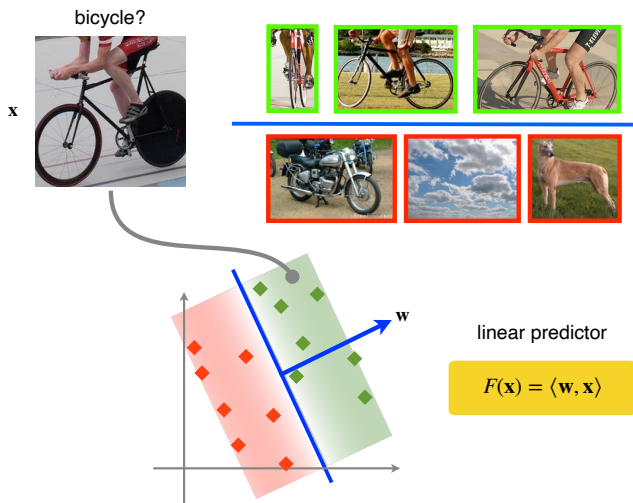 bicycle?
x
w
linear predictor
F(x) = ⟨w, x⟩